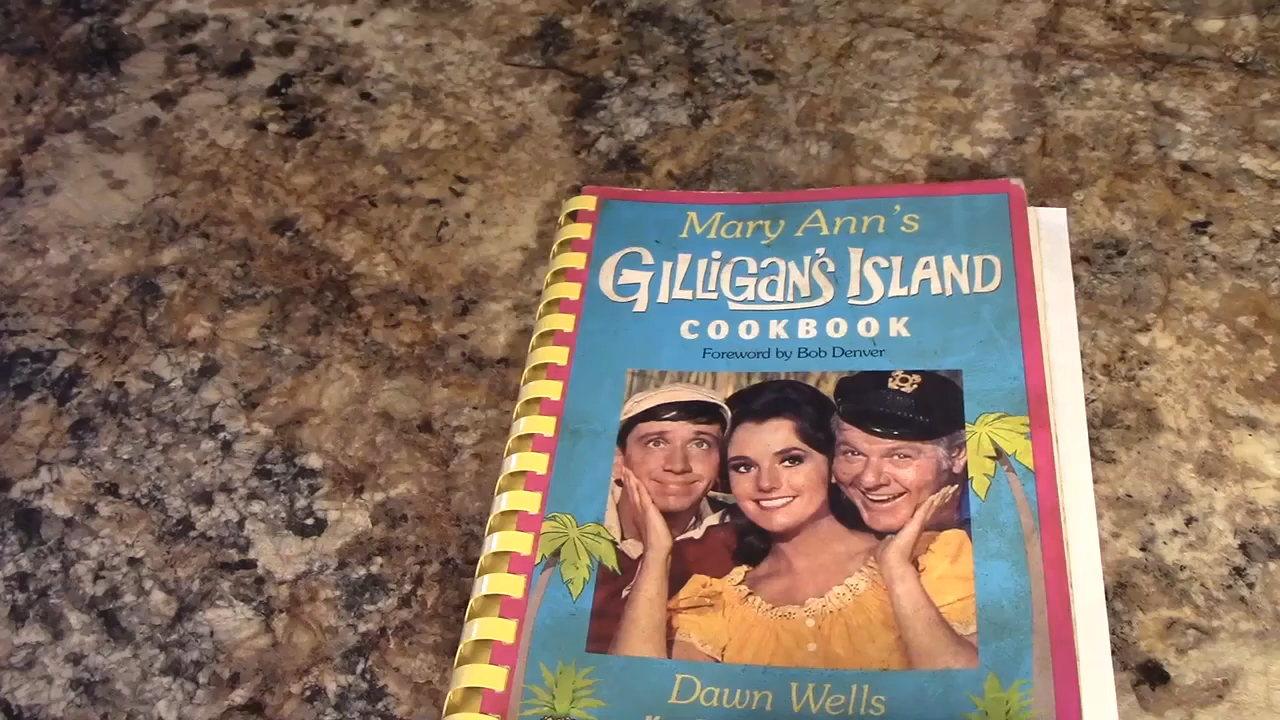 Mary Ann's
GILLIGAN'S ISLAND
COOKBOOK
Foreword by Bob Denver
Dawn Wells